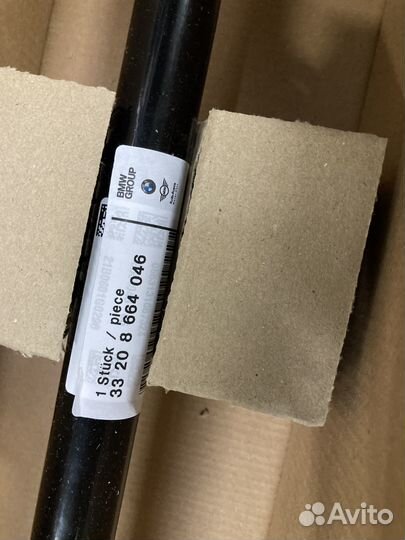 BMW
GROUP
1 Stück / piece
33 20 8 664 046
Avito